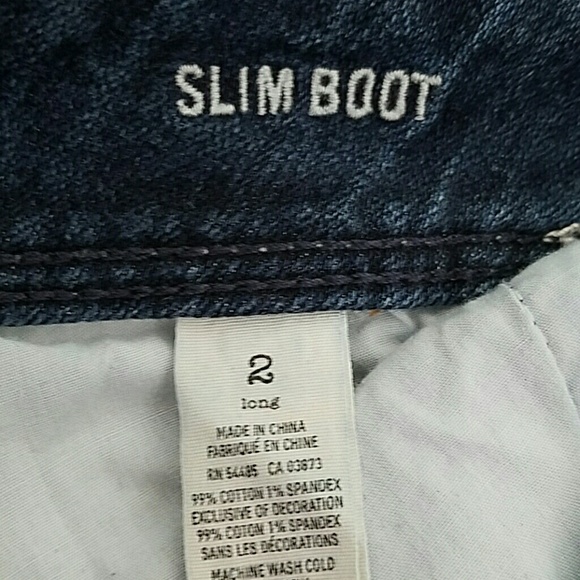 SLIM BOOT
2
long
MADE IN CHINA
FABRIQUÉ EN CHINE
RN 54485 CA 03873
99% COTTON 1% SPANDEX
EXCLUSIVE OF DECORATION
99% COTON 1% SPANDEX
SANS LES DÉCORATIONS
MACHINE WASH COLD